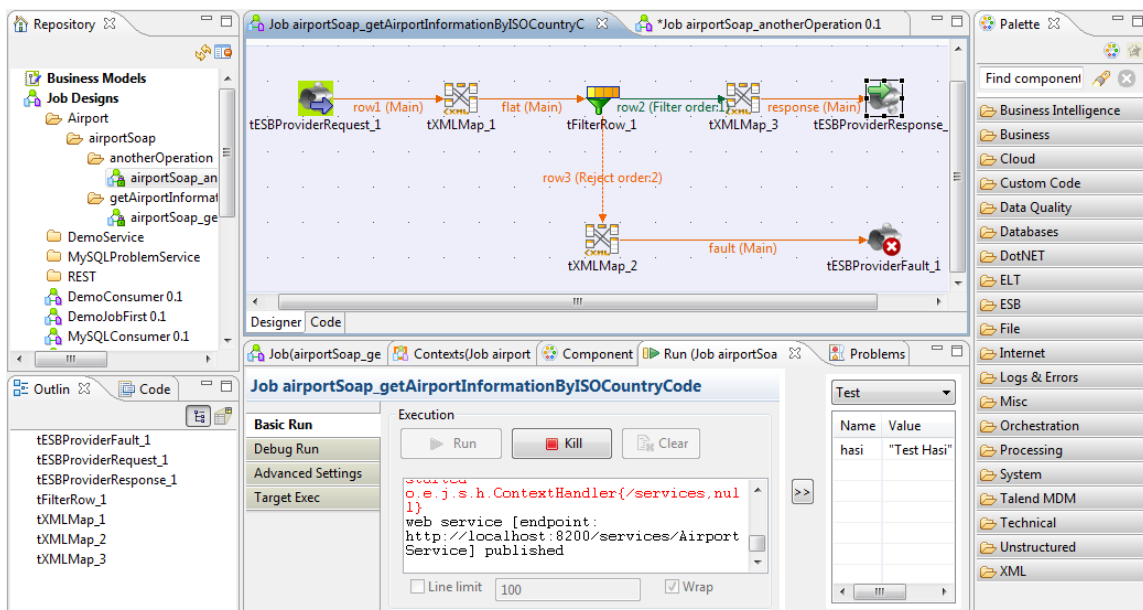 Repository
Business Models
Job Designs
Airport
airportSoap
anotherOperation
airportSoap_an
getAirportInformat
airportSoap_ge
DemoService
MySQLProblemService
REST
DemoConsumer 0.1
DemoJobFirst 0.1
MySQLConsumer 0.1
Outlin
Code
tESBProviderFault_1
tESBProviderRequest_1
tESBProviderResponse_1
tFilterRow_1
tXMLMap_1
tXMLMap_2
tXMLMap_3
Job airportSoap_getAirportInformationByISOCountryC
*Job airportSoap_anotherOperation 0.1
row1 (Main)
flat (Main)
row2 (Filter order:1)
response (Main)
tESBProviderRequest_1
tXMLMap_1
tFilterRow_1
tXMLMap_3
tESBProviderResponse_
row3 (Reject order:2)
fault (Main)
tXMLMap_2
tESBProviderFault_1
Designer
Code
Job(airportSoap_ge
Contexts(Job airport
Component
Run (Job airportSoa
Problems
Job airportSoap_getAirportInformationByISOCountryCode
Basic Run
Debug Run
Advanced Settings
Target Exec
Execution
Run
Kill
Clear
started
o.e.j.s.h.ContextHandler{/services,nul
l}
web service [endpoint:
http://localhost:8200/services/Airport
Service] published
Line limit
100
Wrap
>>
Test
Name Value
hasi "Test Hasi"
Palette
Find component
Business Intelligence
Business
Cloud
Custom Code
Data Quality
Databases
DotNET
ELT
ESB
File
Internet
Logs & Errors
Misc
Orchestration
Processing
System
Talend MDM
Technical
Unstructured
XML